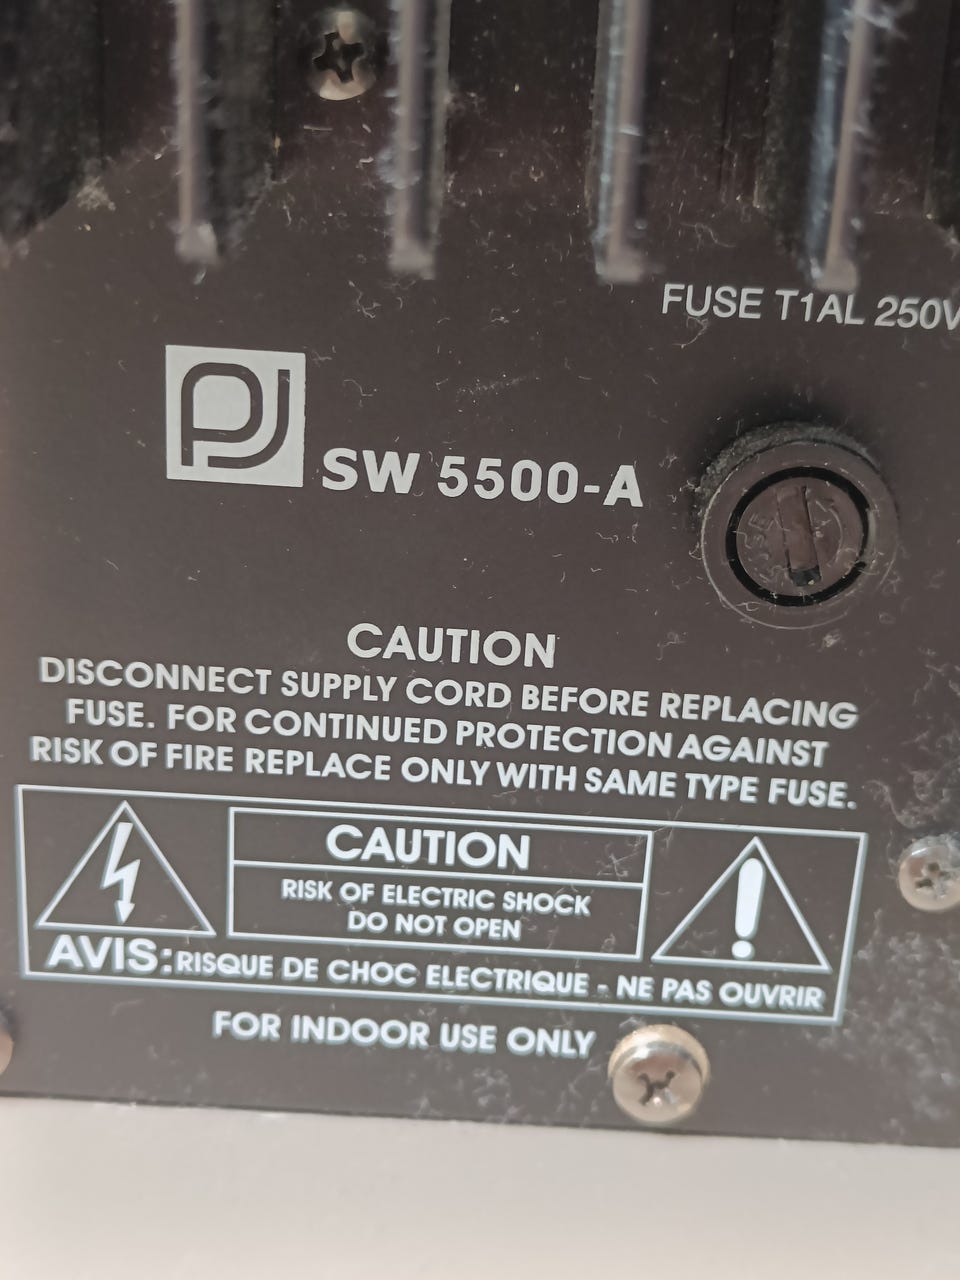 FUSE T1AL 250V
PJ
SW 5500-A
CAUTION
DISCONNECT SUPPLY CORD BEFORE REPLACING
FUSE. FOR CONTINUED PROTECTION AGAINST
RISK OF FIRE REPLACE ONLY WITH SAME TYPE FUSE.
CAUTION
RISK OF ELECTRIC SHOCK
DO NOT OPEN
AVIS: RISQUE DE CHOC ELECTRIQUE - NE PAS OUVRIR
FOR INDOOR USE ONLY